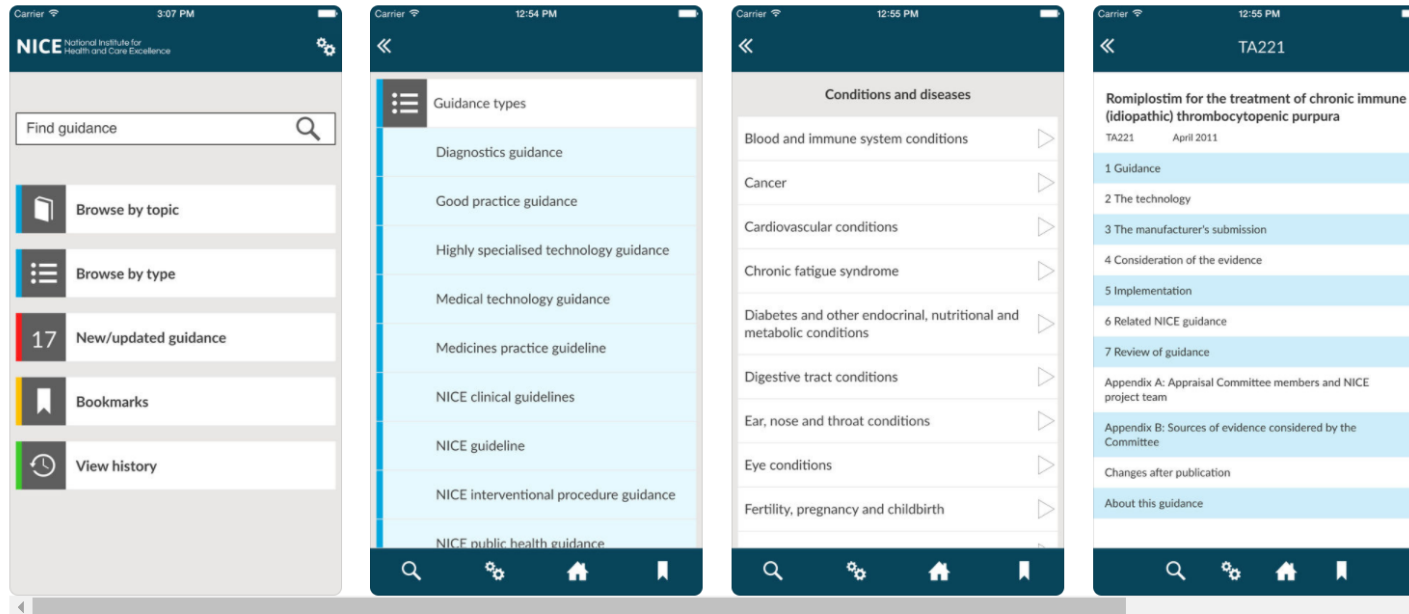 Carrier 3:07 PM
NICE National Institute for
Health and Care Excellence
Find guidance
Browse by topic
Browse by type
17 New/updated guidance
Bookmarks
View history
Carrier 12:54 PM
Guidance types
Diagnostics guidance
Good practice guidance
Highly specialised technology guidance
Medical technology guidance
Medicines practice guideline
NICE clinical guidelines
NICE guideline
NICE interventional procedure guidance
NICE public health guidance
Carrier 12:55 PM
Conditions and diseases
Blood and immune system conditions
Cancer
Cardiovascular conditions
Chronic fatigue syndrome
Diabetes and other endocrinal, nutritional and
metabolic conditions
Digestive tract conditions
Ear, nose and throat conditions
Eye conditions
Fertility, pregnancy and childbirth
Carrier 12:55 PM
TA221
Romiplostim for the treatment of chronic immune
(idiopathic) thrombocytopenic purpura
TA221 April 2011
1 Guidance
2 The technology
3 The manufacturer's submission
4 Consideration of the evidence
5 Implementation
6 Related NICE guidance
7 Review of guidance
Appendix A: Appraisal Committee members and NICE
project team
Appendix B: Sources of evidence considered by the
Committee
Changes after publication
About this guidance